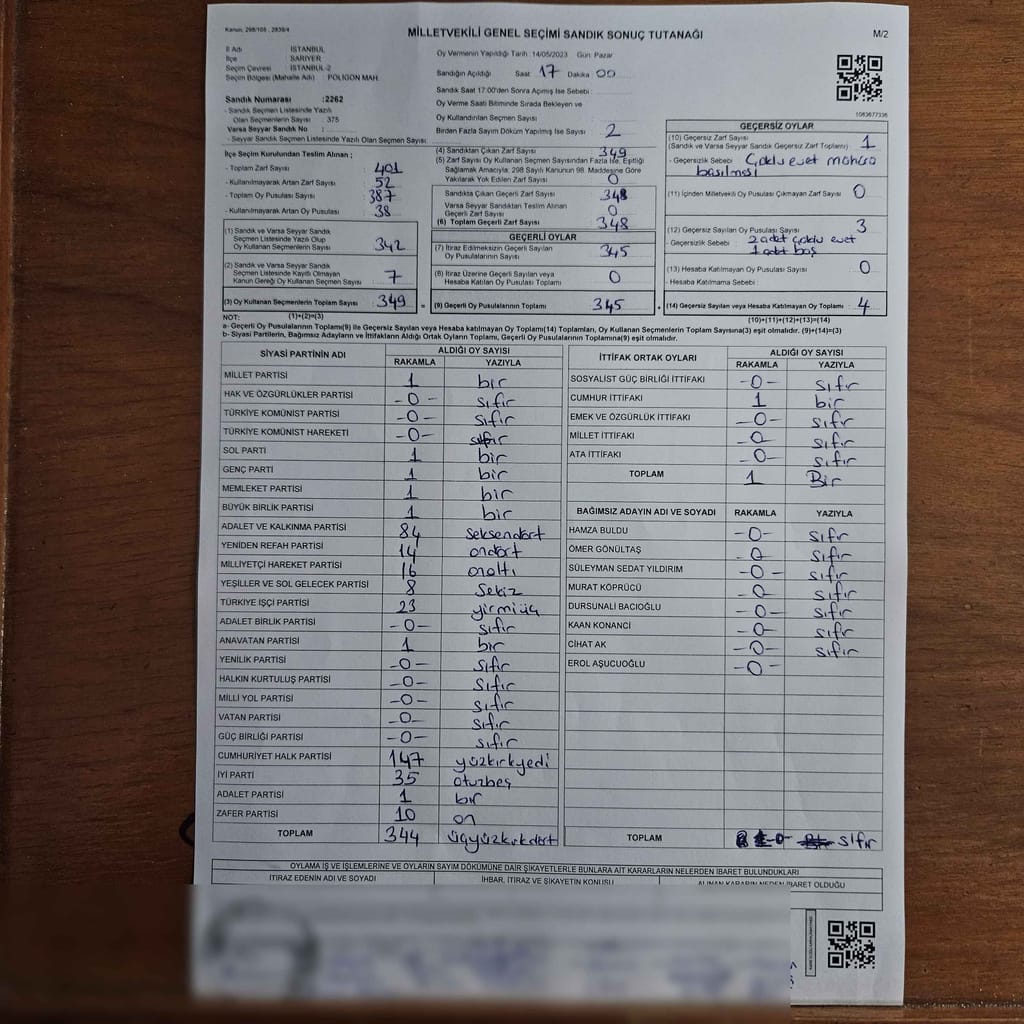 Kanun, 298/105 , 2839/4
MİLLETVEKİLİ GENEL SEÇİMİ SANDIK SONUÇ TUTANAĞI
M/2
İl Adı : İSTANBUL
İlçe : SARIYER
Seçim Çevresi : İSTANBUL-2
Seçim Bölgesi (Mahalle Adı) : POLİGON MAH.
Sandık Numarası :2262
- Sandık Seçmen Listesinde Yazılı
Olan Seçmenlerin Sayısı : 375
Varsa Seyyar Sandık No :
- Seyyar Sandık Seçmen Listesinde Yazılı Olan Seçmen Sayısı:
Oy Vermenin Yapıldığı Tarih :14/05/2023 Gün: Pazar
Sandığın Açıldığı Saat: 17 Dakika 00
Sandık Saat 17:00'den Sonra Açmış İse Sebebi :
Oy Verme Saati Bitiminde Sırada Bekleyen ve
Oy Kullandırılan Seçmen Sayısı
Birden Fazla Sayım Döküm Yapılmış İse Sayısı : 2
1083677336
İlçe Seçim Kurulundan Teslim Alınan ;
- Toplam Zarf Sayısı : 401
- Kullanılmayarak Artan Zarf Sayısı : 52
- Toplam Oy Pusulası Sayısı : 387
- Kullanılmayarak Artan Oy Pusulası : 38
(1) Sandık ve Varsa Seyyar Sandık
Seçmen Listesinde Yazılı Olup
Oy Kullanan Seçmenlerin Sayısı : 342
(2) Sandık ve Varsa Seyyar Sandık
Seçmen Listesinde Kayıtlı Olmayan
Kanun Gereği Oy Kullanan Seçmen Sayısı : 7
(3) Oy Kullanan Seçmenlerin Toplam Sayısı : 349 =
(4) Sandıktan Çıkan Zarf Sayısı : 349
(5) Zarf Sayısı Oy Kullanan Seçmen Sayısından Fazla İse, Eşitliği
Sağlamak Amacıyla; 298 Sayılı Kanunun 98. Maddesine Göre
Yakılarak Yok Edilen Zarf Sayısı : 0
Sandıkta Çıkan Geçerli Zarf Sayısı : 348
Varsa Seyyar Sandıktan Teslim Alınan
Geçerli Zarf Sayısı : 0
(6) Toplam Geçerli Zarf Sayısı : 348
GEÇERLİ OYLAR
(7) İtiraz Edilmeksizin Geçerli Sayılan
Oy Pusulalarının Sayısı : 345
(8) İtiraz Üzerine Geçerli Sayılan veya
Hesaba Katılan Oy Pusulaları Toplamı : 0
(9) Geçerli Oy Pusulalarının Toplamı : 345 +
GEÇERSİZ OYLAR
(10) Geçersiz Zarf Sayısı
(Sandık ve Varsa Seyyar Sandık Geçersiz Zarf Toplamı) : 1
- Geçersizlik Sebebi : Çoklu evet mührü
basılması
(11) İçinden Milletvekili Oy Pusulası Çıkmayan Zarf Sayısı : 0
(12) Geçersiz Sayılan Oy Pusulası Sayısı : 3
- Geçersizlik Sebebi : 2 adet çoklu evet
1 adet boş
(13) Hesaba Katılmayan Oy Pusulası Sayısı : 0
- Hesaba Katılmama Sebebi :
(14) Geçersiz Sayılan veya Hesaba Katılmayan Oy Toplamı : 4
NOT: (1)+(2)=(3)
(10)+(11)+(12)+(13)=(14)
a- Geçerli Oy Pusulalarının Toplamı(9) ile Geçersiz Sayılan veya Hesaba katılmayan Oy Toplamı(14) Toplamları, Oy Kullanan Seçmenlerin Toplam Sayısına(3) eşit olmalıdır. (9)+(14)=(3)
b- Siyasi Partilerin, Bağımsız Adayların ve İttifakların Aldığı Ortak Oyların Toplamı, Geçerli Oy Pusulalarının Toplamına(9) eşit olmalıdır.
SİYASİ PARTİNİN ADI ALDIĞI OY SAYISI
RAKAMLA YAZIYLA
MİLLET PARTİSİ 1 bir
HAK VE ÖZGÜRLÜKLER PARTİSİ -0- sıfır
TÜRKİYE KOMÜNİST PARTİSİ -0- sıfır
TÜRKİYE KOMÜNİST HAREKETİ -0- sıfır
SOL PARTİ 1 bir
GENÇ PARTİ 1 bir
MEMLEKET PARTİSİ 1 bir
BÜYÜK BİRLİK PARTİSİ 1 bir
ADALET VE KALKINMA PARTİSİ 84 seksendört
YENİDEN REFAH PARTİSİ 14 ondört
MİLLİYETÇİ HAREKET PARTİSİ 16 onaltı
YEŞİLLER VE SOL GELECEK PARTİSİ 8 sekiz
TÜRKİYE İŞÇİ PARTİSİ 23 yirmiüç
ADALET BİRLİK PARTİSİ -0- sıfır
ANAVATAN PARTİSİ 1 bir
YENİLİK PARTİSİ -0- sıfır
HALKIN KURTULUŞ PARTİSİ -0- sıfır
MİLLİ YOL PARTİSİ -0- sıfır
VATAN PARTİSİ -0- sıfır
GÜÇ BİRLİĞİ PARTİSİ -0- sıfır
CUMHURİYET HALK PARTİSİ 147 yüzkırkyedi
İYİ PARTİ 35 otuzbeş
ADALET PARTİSİ 1 bir
ZAFER PARTİSİ 10 on
TOPLAM 344 üçyüzkırkdört
İTTİFAK ORTAK OYLARI ALDIĞI OY SAYISI
RAKAMLA YAZIYLA
SOSYALİST GÜÇ BİRLİĞİ İTTİFAKI -0- sıfır
CUMHUR İTTİFAKI 1 bir
EMEK VE ÖZGÜRLÜK İTTİFAKI -0- sıfır
MİLLET İTTİFAKI -0- sıfır
ATA İTTİFAKI -0- sıfır
TOPLAM 1 Bir
BAĞIMSIZ ADAYIN ADI VE SOYADI RAKAMLA YAZIYLA
HAMZA BULDU -0- sıfır
ÖMER GÖNÜLTAŞ -0- sıfır
SÜLEYMAN SEDAT YILDIRIM -0- sıfır
MURAT KÖPRÜCÜ -0- sıfır
DURSUNALİ BACIOĞLU -0- sıfır
KAAN KONANCİ -0- sıfır
CİHAT AK -0- sıfır
EROL AŞUCUOĞLU -0-
TOPLAM -0- sıfır
OYLAMA İŞ VE İŞLEMLERİNE VE OYLARIN SAYIM DÖKÜMÜNE DAİR ŞİKAYETLERLE BUNLARA AİT KARARLARIN NELERDEN İBARET BULUNDUKLARI
İTİRAZ EDENİN ADI VE SOYADI İHBAR, İTİRAZ VE ŞİKAYETİN KONUSU ALINAN KARARIN NEDEN İBARET OLDUĞU